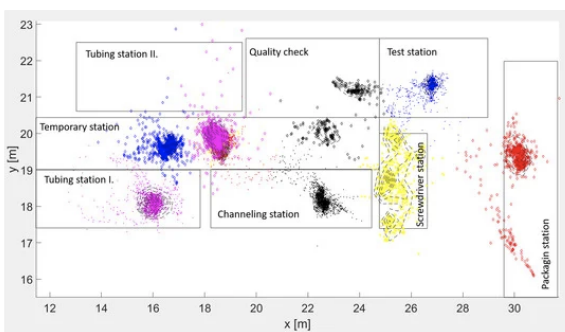 23
22
21
20
19
18
17
16
y [m]
Tubing station II.
Quality check
Test station
Temporary station
Tubing station I.
Channeling station
Screwdriver station
Packagin station
12 14 16 18 20 22 24 26 28 30
x [m]